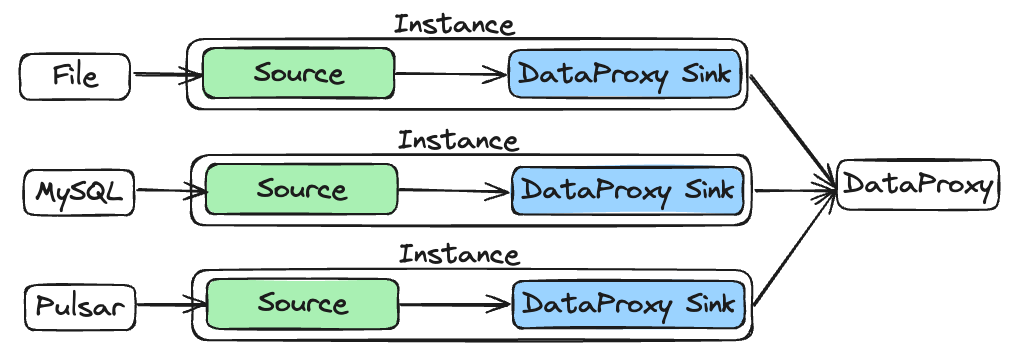 Instance
File
Source
DataProxy Sink
Instance
MySQL
Source
DataProxy Sink
DataProxy
Instance
Pulsar
Source
DataProxy Sink